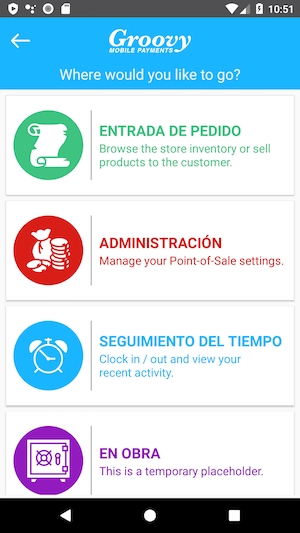 10:51
Groovy
MOBILE PAYMENTS
Where would you like to go?
ENTRADA DE PEDIDO
Browse the store inventory or sell
products to the customer.
ADMINISTRACIÓN
Manage your Point-of-Sale settings.
SEGUIMIENTO DEL TIEMPO
Clock in / out and view your
recent activity.
EN OBRA
This is a temporary placeholder.